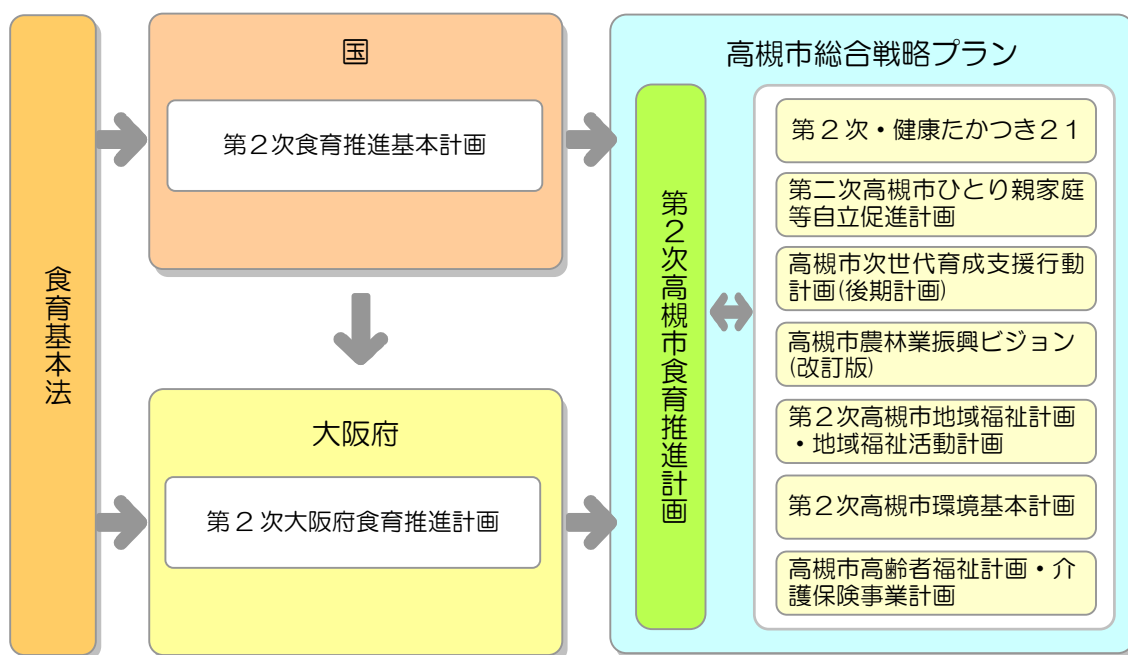 食育基本法
国
第２次食育推進基本計画
大阪府
第２次大阪府食育推進計画
高槻市総合戦略プラン
第２次高槻市食育推進計画
第２次・健康たかつき２１
第二次高槻市ひとり親家庭
等自立促進計画
高槻市次世代育成支援行動
計画(後期計画)
高槻市農林業振興ビジョン
(改訂版)
第２次高槻市地域福祉計画
・地域福祉活動計画
第２次高槻市環境基本計画
高槻市高齢者福祉計画・介
護保険事業計画